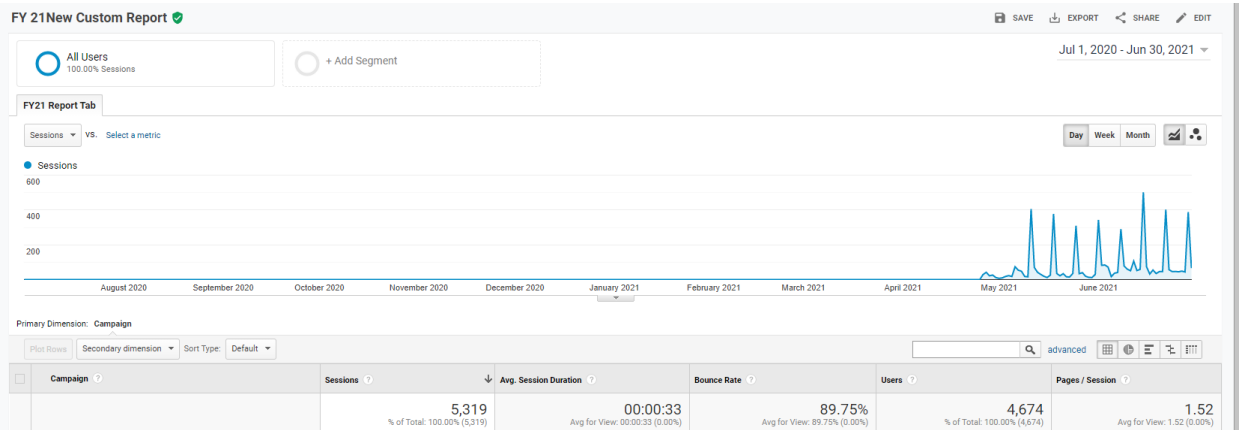 FY 21New Custom Report
SAVE EXPORT SHARE EDIT
All Users
100.00% Sessions
+ Add Segment
Jul 1, 2020 - Jun 30, 2021
FY21 Report Tab
Sessions VS. Select a metric
Day Week Month
Sessions
600
400
200
August 2020 September 2020 October 2020 November 2020 December 2020 January 2021 February 2021 March 2021 April 2021 May 2021 June 2021
Primary Dimension: Campaign
Plot Rows Secondary dimension Sort Type: Default advanced
Campaign ? Sessions ? Avg. Session Duration ? Bounce Rate ? Users ? Pages / Session ?
5,319 00:00:33 89.75% 4,674 1.52
% of Total: 100.00% (5,319) Avg for View: 00:00:33 (0.00%) Avg for View: 89.75% (0.00%) % of Total: 100.00% (4,674) Avg for View: 1.52 (0.00%)